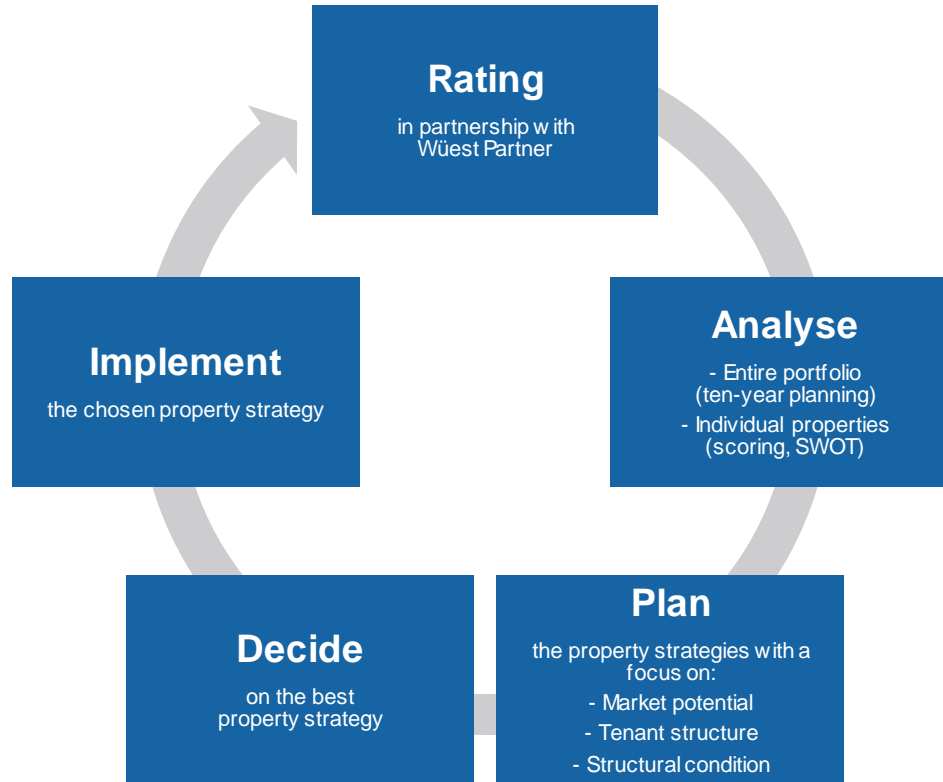 Rating
in partnership with
Wüest Partner
Analyse
- Entire portfolio
(ten-year planning)
- Individual properties
(scoring, SWOT)
Plan
the property strategies with a
focus on:
- Market potential
- Tenant structure
- Structural condition
Decide
on the best
property strategy
Implement
the chosen property strategy